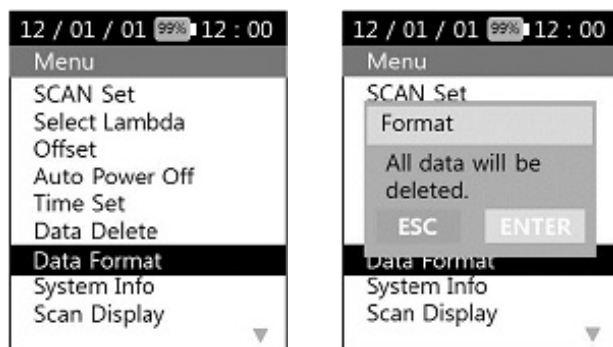 12 / 01 / 01 99% 12 : 00
Menu
SCAN Set
Select Lambda
Offset
Auto Power Off
Time Set
Data Delete
Data Format
System Info
Scan Display
12 / 01 / 01 99% 12 : 00
Menu
SCAN Set
Format
All data will be
deleted.
ESC ENTER
Data Format
System Info
Scan Display